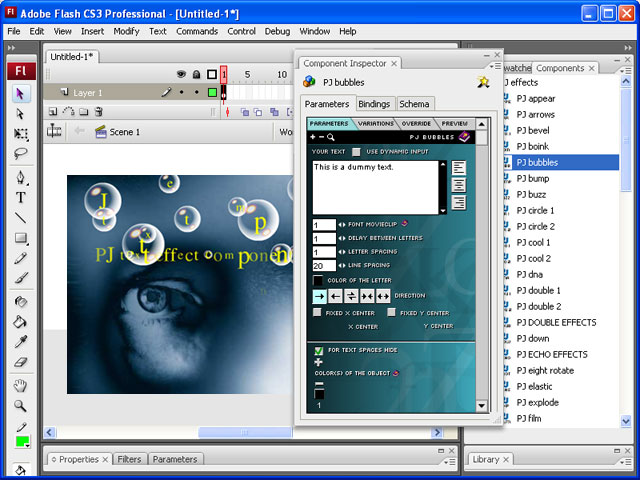 Adobe Flash CS3 Professional - [Untitled-1*]
File Edit View Insert Modify Text Commands Control Debug Window Help
Untitled-1*
1 5 10
Layer 1
Scene 1
Wo
J
t
e
t
m
p
x
t
PJ text effect component
Component Inspector
PJ bubbles
Parameters Bindings Schema
PARAMETERS VARIATIONS OVERRIDE PREVIEW
PJ BUBBLES
YOUR TEXT USE DYNAMIC INPUT
This is a dummy text.
1 FONT MOVIECLIP
1 DELAY BETWEEN LETTERS
1 LETTER SPACING
20 LINE SPACING
COLOR OF THE LETTER
DIRECTION
FIXED X CENTER FIXED Y CENTER
X CENTER Y CENTER
FOR TEXT SPACES HIDE
COLOR(S) OF THE OBJECT
1
swatches Components
PJ effects
PJ appear
PJ arrows
PJ bevel
PJ boink
PJ bubbles
PJ bump
PJ buzz
PJ circle 1
PJ circle 2
PJ cool 1
PJ cool 2
PJ dna
PJ double 1
PJ double 2
PJ DOUBLE EFFECTS
PJ down
PJ ECHO EFFECTS
PJ eight rotate
PJ elastic
PJ explode
PJ film
Properties Filters Parameters
Library
Fl